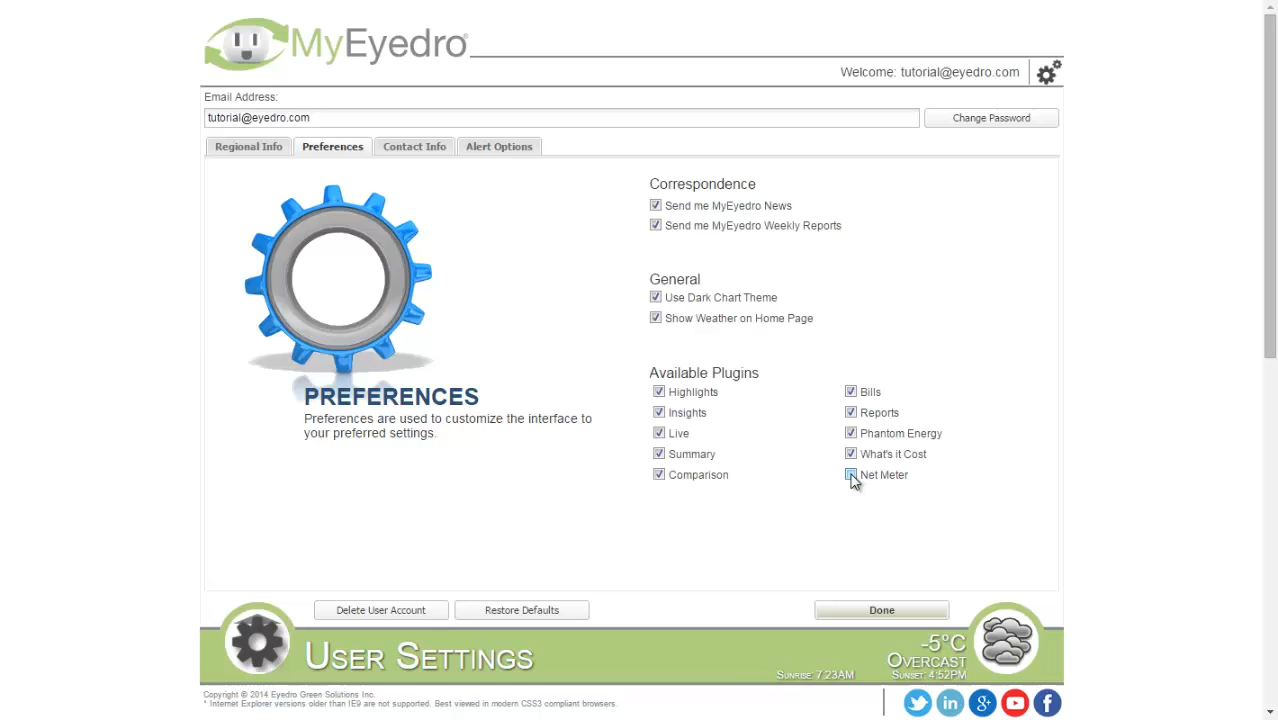 MyEyedro®
Welcome: tutorial@eyedro.com
Email Address:
tutorial@eyedro.com
Change Password
Regional Info
Preferences
Contact Info
Alert Options
Correspondence
Send me MyEyedro News
Send me MyEyedro Weekly Reports
General
Use Dark Chart Theme
Show Weather on Home Page
PREFERENCES
Preferences are used to customize the interface to
your preferred settings.
Available Plugins
Highlights
Bills
Insights
Reports
Live
Phantom Energy
Summary
What's it Cost
Comparison
Net Meter
Delete User Account
Restore Defaults
Done
User Settings
-5°C
Overcast
Sunrise: 7:23AM
Sunset: 4:52PM
Copyright © 2014 Eyedro Green Solutions Inc.
* Internet Explorer versions older than IE9 are not supported. Best viewed in modern CSS3 compliant browsers.
in
g+
You Tube
f